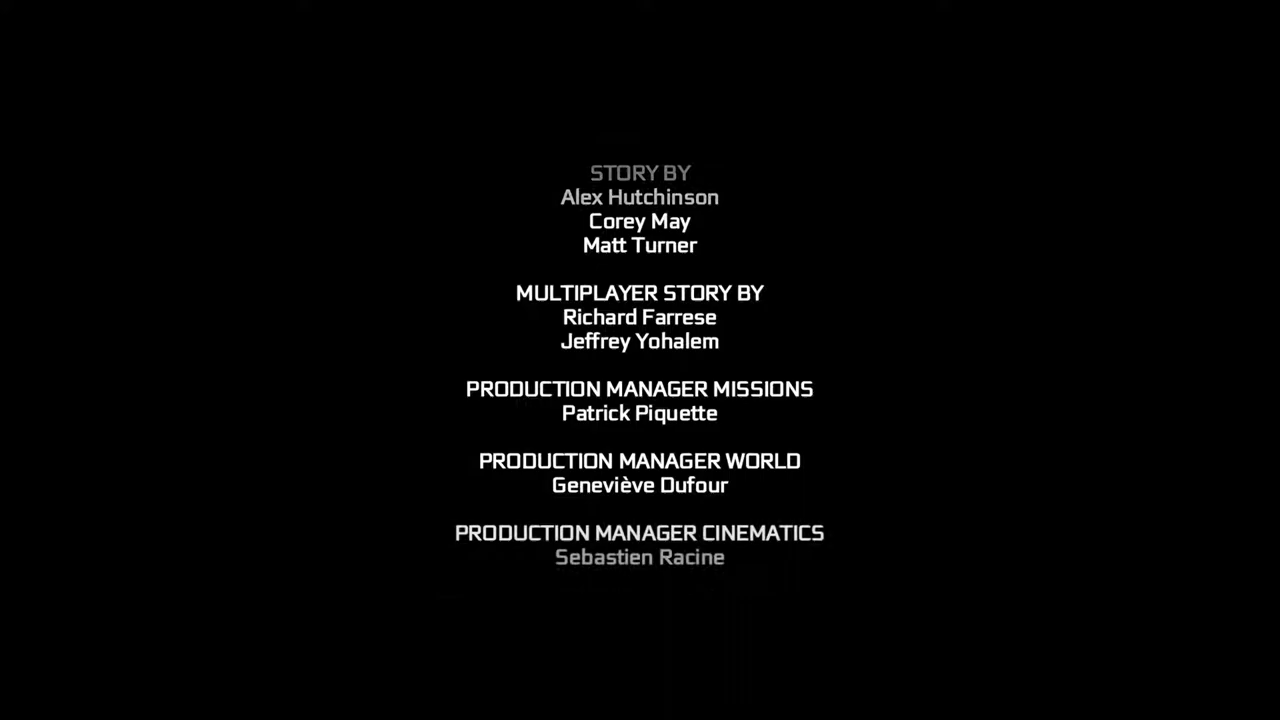 STORY BY
Alex Hutchinson
Corey May
Matt Turner
MULTIPLAYER STORY BY
Richard Farrese
Jeffrey Yohalem
PRODUCTION MANAGER MISSIONS
Patrick Piquette
PRODUCTION MANAGER WORLD
Geneviève Dufour
PRODUCTION MANAGER CINEMATICS
Sebastien Racine